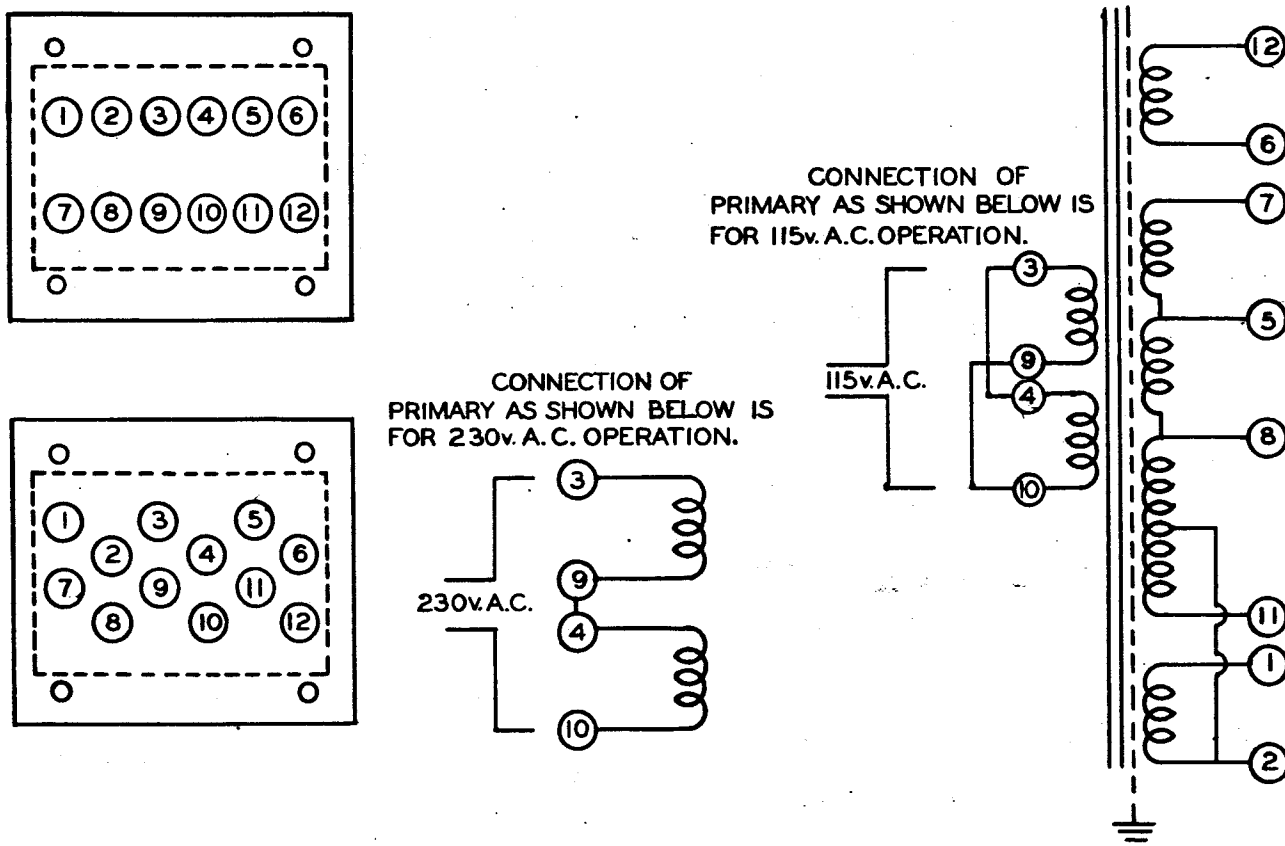 1 2 3 4 5 6
7 8 9 10 11 12
1 3 5
2 4 6
7 9 11
8 10 12
CONNECTION OF
PRIMARY AS SHOWN BELOW IS
FOR 230v. A.C. OPERATION.
3
9
230v. A.C.
4
10
CONNECTION OF
PRIMARY AS SHOWN BELOW IS
FOR 115v. A.C. OPERATION.
3
9
115v. A.C.
4
10
12
6
7
5
8
11
1
2